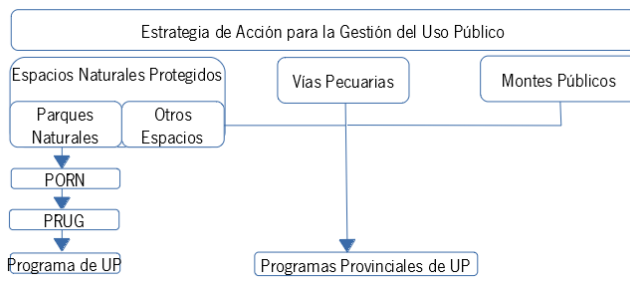 Estrategia de Acción para la Gestión del Uso Público
Espacios Naturales Protegidos
Vías Pecuarias
Montes Públicos
Parques
Naturales
Otros
Espacios
PORN
PRUG
Programa de UP
Programas Provinciales de UP